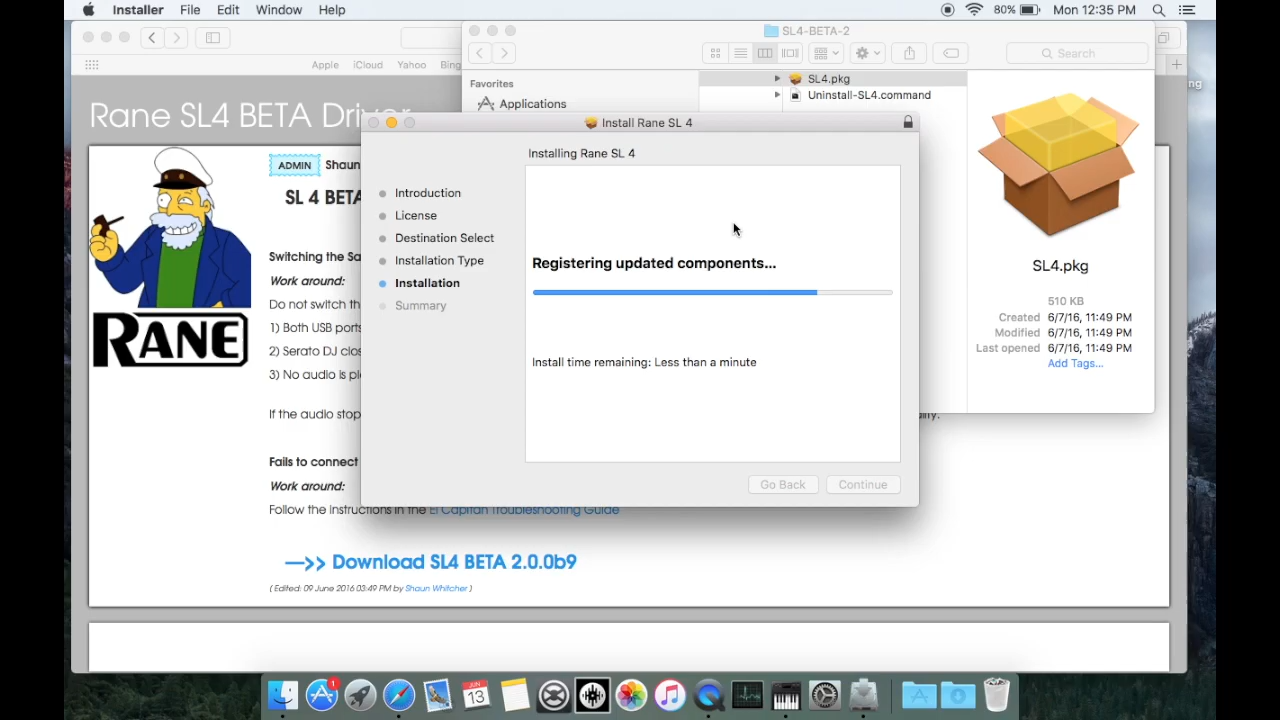 Installer File Edit Window Help 80% Mon 12:35 PM
SL4-BETA-2
Search
Apple iCloud Yahoo Bing
Favorites
Applications
SL4.pkg
Uninstall-SL4.command
Rane SL4 BETA Driver
Install Rane SL 4
Installing Rane SL 4
Introduction
License
Destination Select
Installation Type
Installation
Summary
Registering updated components...
Install time remaining: Less than a minute
Go Back Continue
SL4.pkg
510 KB
Created 6/7/16, 11:49 PM
Modified 6/7/16, 11:49 PM
Last opened 6/7/16, 11:49 PM
Add Tags...
ADMIN Shaun
SL 4 BETA
RANE
Switching the Sa
Work around:
Do not switch th
1) Both USB ports
2) Serato DJ clos
3) No audio is pl
If the audio stop
Fails to connect
Work around:
Follow the instructions in the El Capitan Troubleshooting Guide
—>> Download SL4 BETA 2.0.0b9
( Edited: 09 June 2016 03:49 PM by Shaun Whitcher )
1
JUN
13